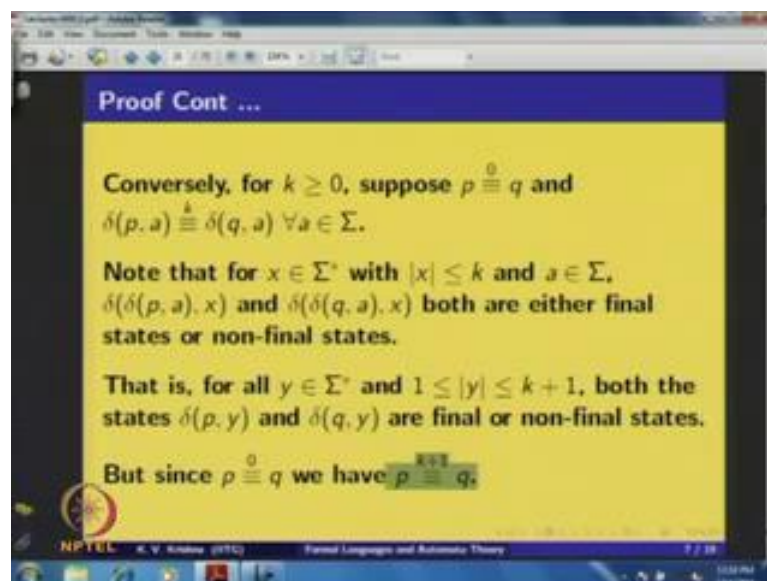 Proof Cont ...
Conversely, for k ≥ 0, suppose p ≡⁰ q and
δ(p, a) ≡ᵏ δ(q, a) ∀a ∈ Σ.
Note that for x ∈ Σ* with |x| ≤ k and a ∈ Σ,
δ(δ(p, a), x) and δ(δ(q, a), x) both are either final
states or non-final states.
That is, for all y ∈ Σ* and 1 ≤ |y| ≤ k + 1, both the
states δ(p, y) and δ(q, y) are final or non-final states.
But since p ≡⁰ q we have p ≡ᵏ⁺¹ q.
NPTEL
K. V. Krishna (IITG) Formal Languages and Automata Theory